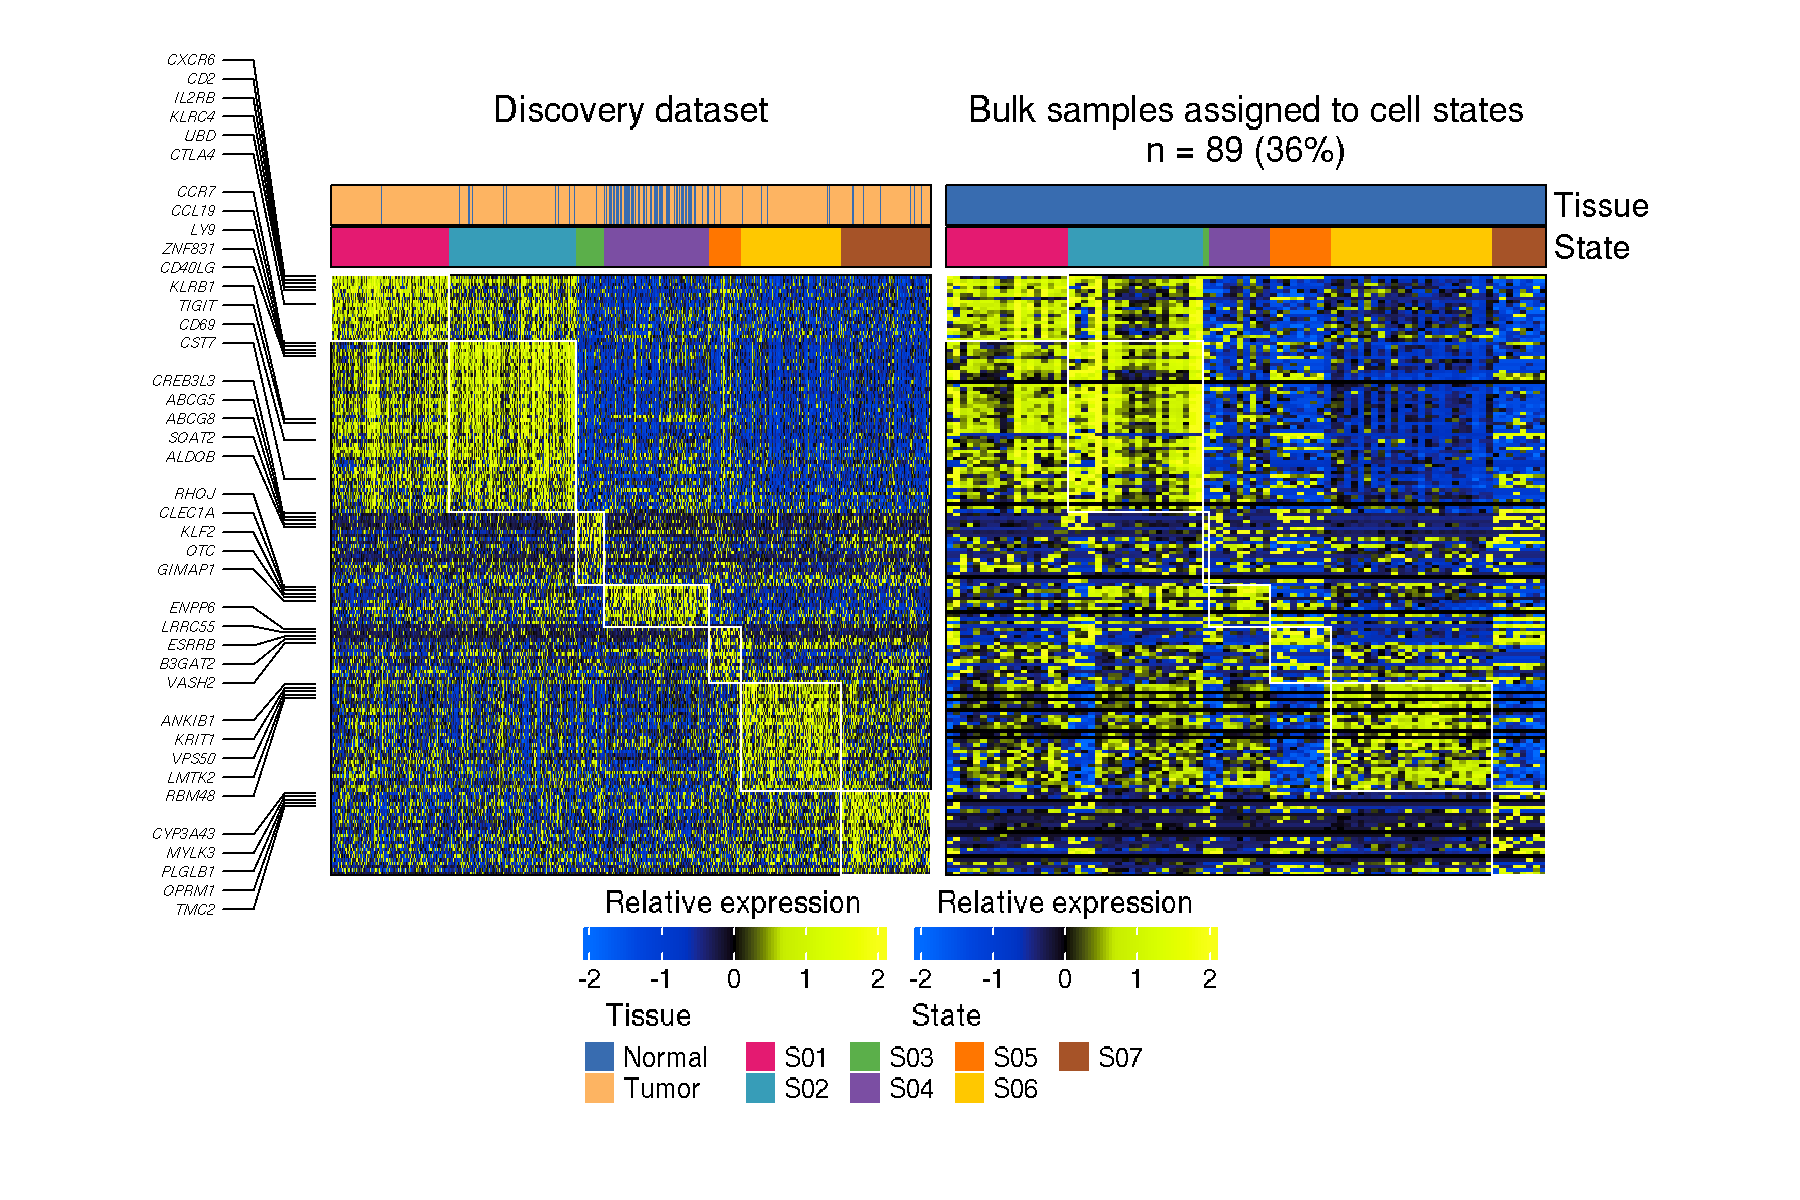 CXCR6
CD2
IL2RB
KLRC4
UBD
CTLA4
CCR7
CCL19
LY9
ZNF831
CD40LG
KLRB1
TIGIT
CD69
CST7
CREB3L3
ABCG5
ABCG8
SOAT2
ALDOB
RHOJ
CLEC1A
KLF2
OTC
GIMAP1
ENPP6
LRRC55
ESRRB
B3GAT2
VASH2
ANKIB1
KRIT1
VPS50
LMTK2
RBM48
CYP3A43
MYLK3
PLGLB1
OPRM1
TMC2
Discovery dataset
Bulk samples assigned to cell states
n = 89 (36%)
Tissue
State
Relative expression
-2 -1 0 1 2
Relative expression
-2 -1 0 1 2
Tissue
Normal
Tumor
State
S01 S03 S05 S07
S02 S04 S06